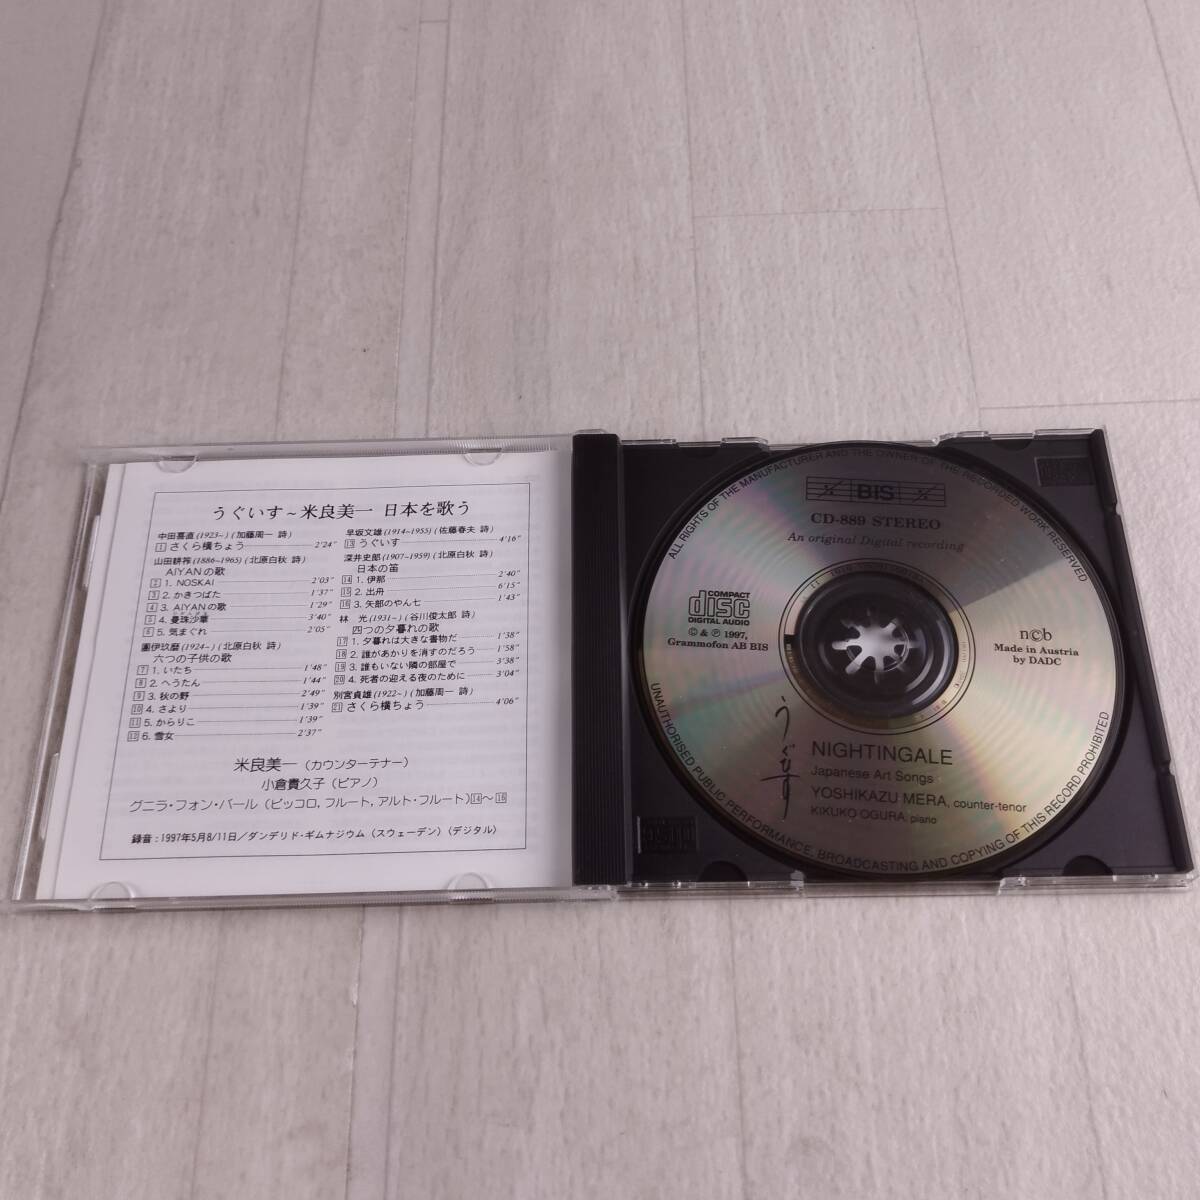 うぐいす~米良美一 日本を歌う
中田喜直 (1923~) (加藤周一 詩)
1 さくら横ちょう 2'24"
山田耕筰 (1886~1965) (北原白秋 詩)
AIYANの歌
2 1. NOSKAI 2'03"
3 2. かきつばた 1'37"
4 3. AIYANの歌 1'29"
5 4. 曼珠沙華 3'40"
6 5. 気まぐれ 2'05"
團伊玖磨 (1924~) (北原白秋 詩)
六つの子供の歌
7 1. いたち 1'48"
8 2. へうたん 1'44"
9 3. 秋の野 2'49"
10 4. さより 1'39"
11 5. からりこ 1'39"
12 6. 雪女 2'37"
早坂文雄 (1914~1955) (佐藤春夫 詩)
13 うぐいす 4'16"
深井史郎 (1907~1959) (北原白秋 詩)
日本の笛
14 1. 伊那 2'40"
15 2. 出舟 6'15"
16 3. 矢部のやん七 1'43"
林 光 (1931~) (谷川俊太郎 詩)
四つの夕暮れの歌
17 1. 夕暮れは大きな書物だ 1'38"
18 2. 誰があかりを消すのだろう 1'58"
19 3. 誰もいない隣の部屋で 3'38"
20 4. 死者の迎える夜のために 3'04"
別宮貞雄 (1922~) (加藤周一 詩)
21 さくら横ちょう 4'06"
米良美一 (カウンターテナー)
小倉貴久子 (ピアノ)
グニラ・フォン・バール (ピッコロ, フルート, アルト・フルート) 14~16
録音:1997年5月8/11日/ダンデリド・ギムナジウム (スウェーデン) (デジタル)
ALL RIGHTS OF THE MANUFACTURER AND THE OWNER OF THE RECORDED WORK RESERVED
BIS
CD-889 STEREO
An original Digital recording
COMPACT
disc
DIGITAL AUDIO
© & ℗ 1997,
Grammofon AB BIS
ncb
Made in Austria
by DADC
うぐいす
NIGHTINGALE
Japanese Art Songs
YOSHIKAZU MERA, counter-tenor
KIKUKO OGURA, piano
UNAUTHORISED PUBLIC PERFORMANCE, BROADCASTING AND COPYING OF THIS RECORD PROHIBITED